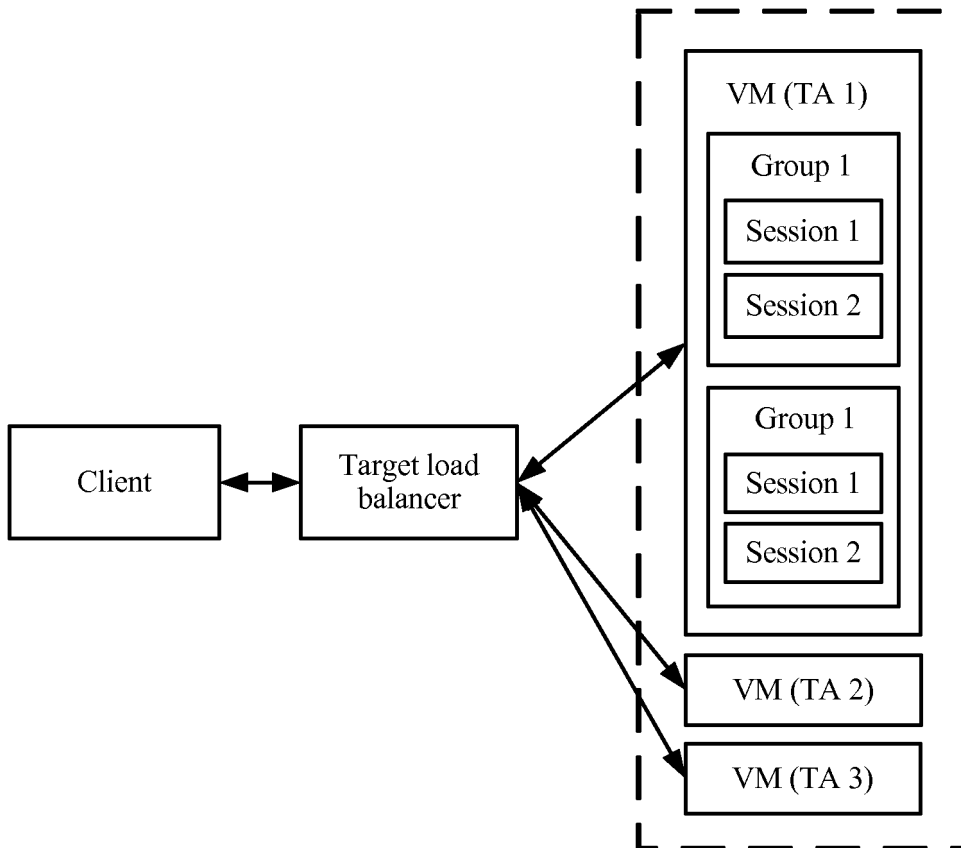 VM (TA 1)
Group 1
Session 1
Session 2
Group 1
Session 1
Session 2
Client
Target load
balancer
VM (TA 2)
VM (TA 3)